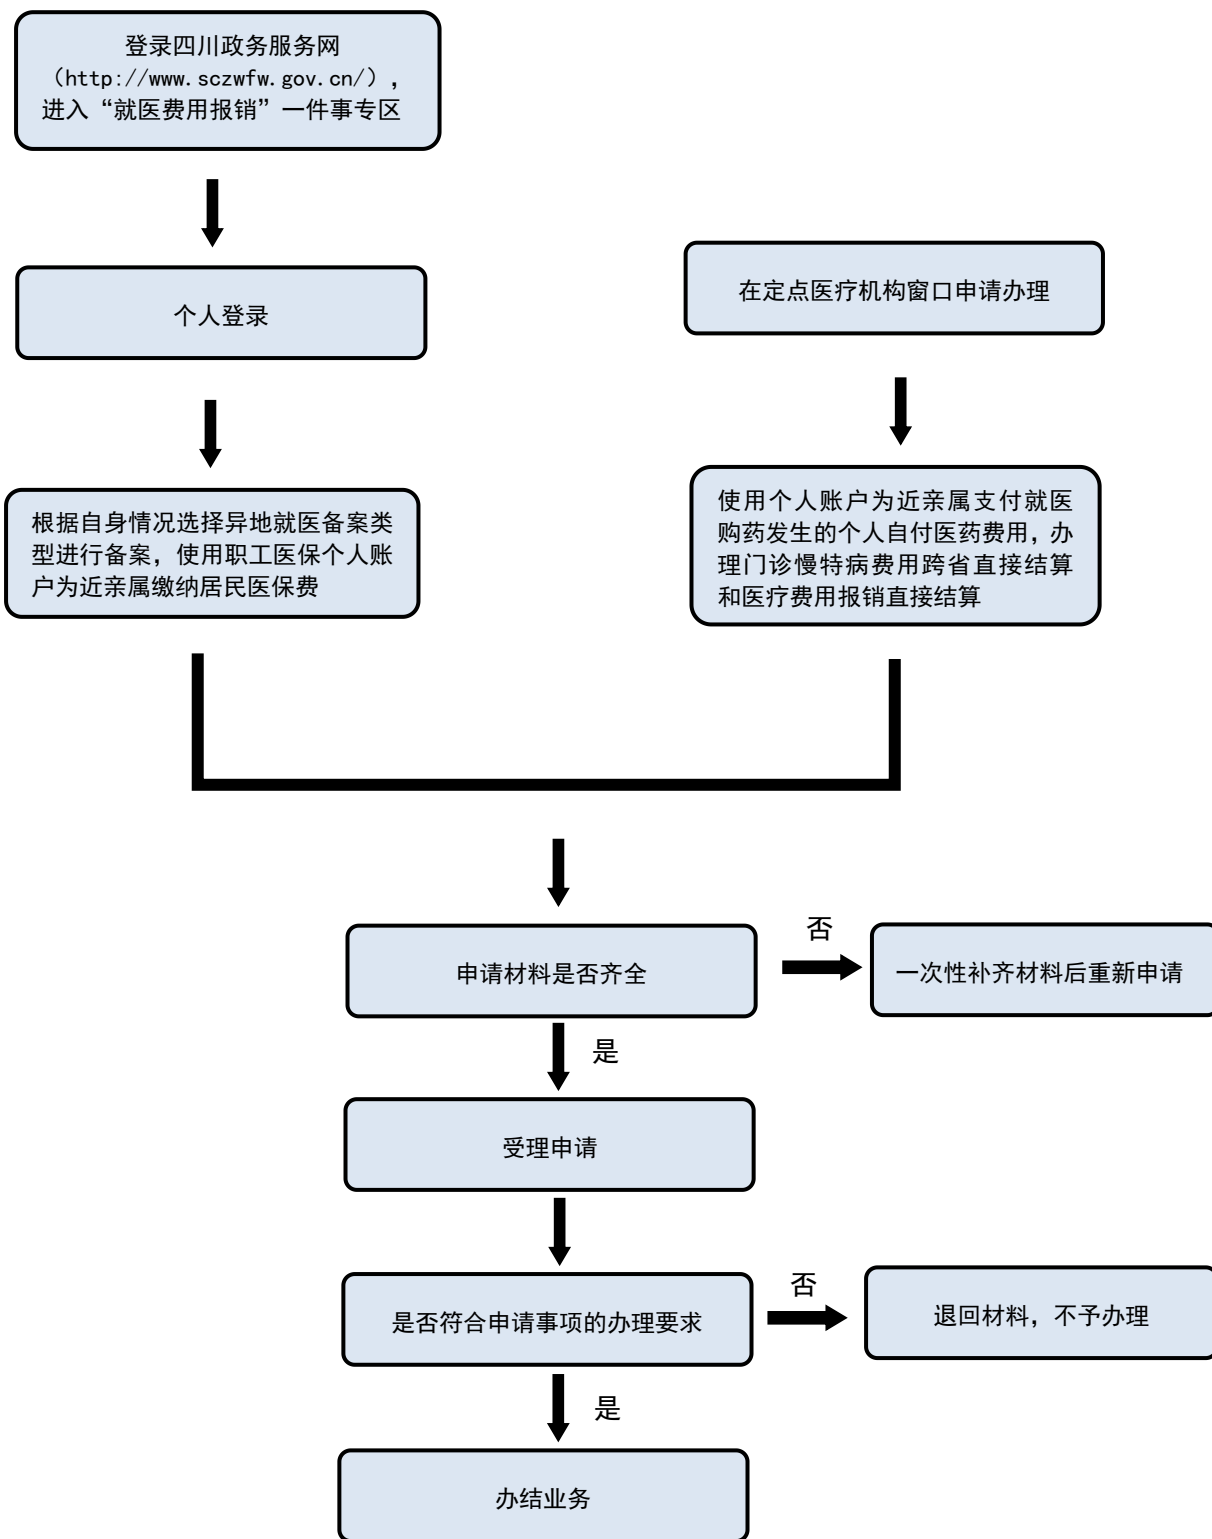 登录四川政务服务网
（http://www.sczwfw.gov.cn/），
进入“就医费用报销”一件事专区
个人登录
在定点医疗机构窗口申请办理
根据自身情况选择异地就医备案类
型进行备案，使用职工医保个人账
户为近亲属缴纳居民医保费
使用个人账户为近亲属支付就医
购药发生的个人自付医药费用，办
理门诊慢特病费用跨省直接结算
和医疗费用报销直接结算
申请材料是否齐全
否
一次性补齐材料后重新申请
是
受理申请
是否符合申请事项的办理要求
否
退回材料，不予办理
是
办结业务